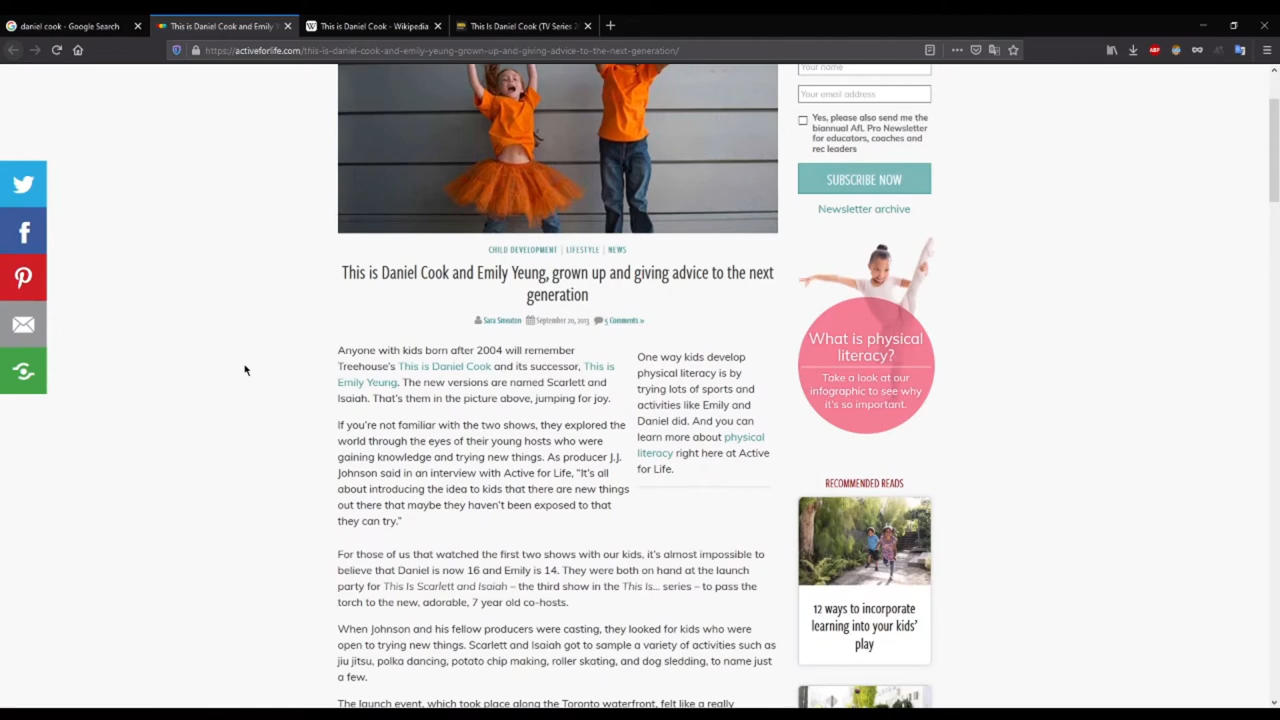 daniel cook - Google Search
This is Daniel Cook and Emily Y
This is Daniel Cook - Wikipedia
This Is Daniel Cook (TV Series 2
https://activeforlife.com/this-is-daniel-cook-and-emily-yeung-grown-up-and-giving-advice-to-the-next-generation/
ABP
Your name
Your email address
Yes, please also send me the
biannual AfL Pro Newsletter
for educators, coaches and
rec leaders
SUBSCRIBE NOW
Newsletter archive
CHILD DEVELOPMENT | LIFESTYLE | NEWS
This is Daniel Cook and Emily Yeung, grown up and giving advice to the next
generation
Sara Smeaton September 20, 2013 5 Comments »
Anyone with kids born after 2004 will remember
Treehouse's This is Daniel Cook and its successor, This is
Emily Yeung. The new versions are named Scarlett and
Isaiah. That's them in the picture above, jumping for joy.
If you're not familiar with the two shows, they explored the
world through the eyes of their young hosts who were
gaining knowledge and trying new things. As producer J.J.
Johnson said in an interview with Active for Life, “It's all
about introducing the idea to kids that there are new things
out there that maybe they haven't been exposed to that
they can try.”
One way kids develop
physical literacy is by
trying lots of sports and
activities like Emily and
Daniel did. And you can
learn more about physical
literacy right here at Active
for Life.
For those of us that watched the first two shows with our kids, it's almost impossible to
believe that Daniel is now 16 and Emily is 14. They were both on hand at the launch
party for This Is Scarlett and Isaiah – the third show in the This Is... series – to pass the
torch to the new, adorable, 7 year old co-hosts.
When Johnson and his fellow producers were casting, they looked for kids who were
open to trying new things. Scarlett and Isaiah got to sample a variety of activities such as
jiu jitsu, polka dancing, potato chip making, roller skating, and dog sledding, to name just
a few.
The launch event, which took place along the Toronto waterfront, felt like a really
What is physical
literacy?
Take a look at our
infographic to see why
it's so important.
RECOMMENDED READS
12 ways to incorporate
learning into your kids'
play